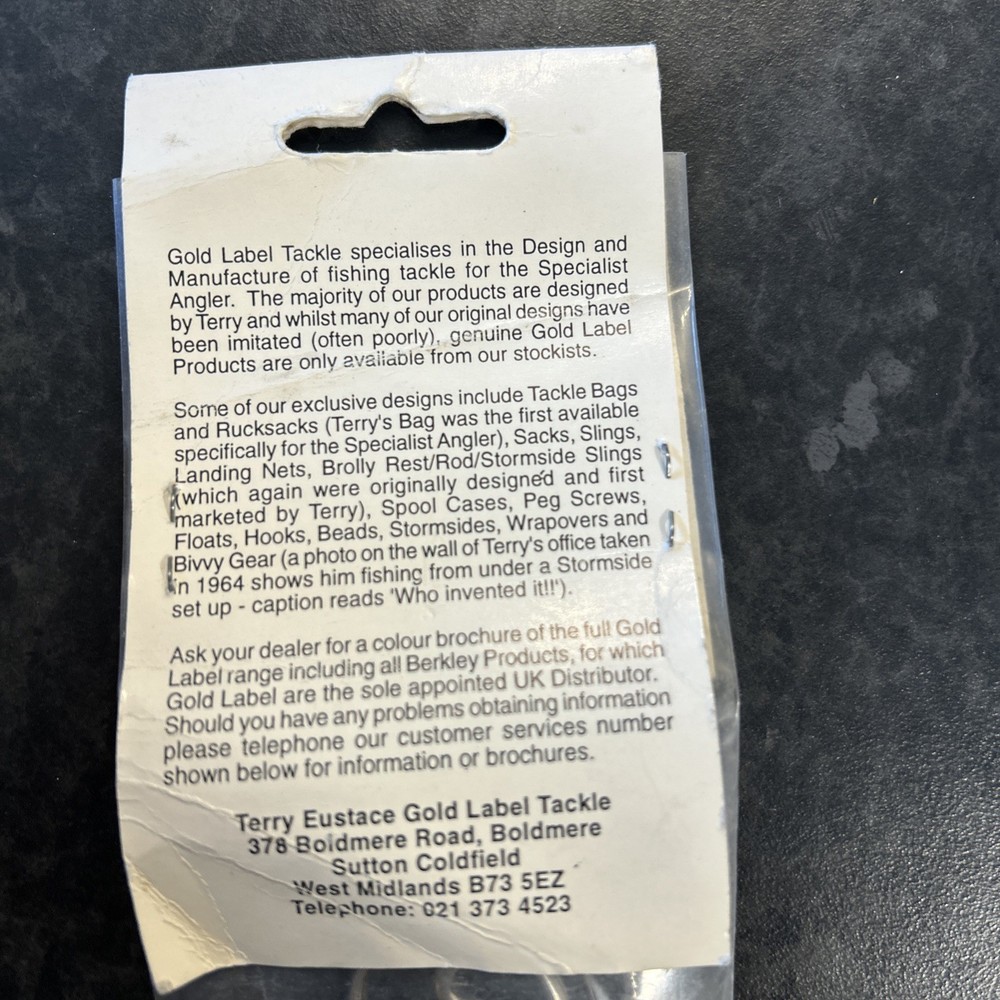 Gold Label Tackle specialises in the Design and
Manufacture of fishing tackle for the Specialist
Angler. The majority of our products are designed
by Terry and whilst many of our original designs have
been imitated (often poorly), genuine Gold Label
Products are only available from our stockists.
Some of our exclusive designs include Tackle Bags
and Rucksacks (Terry's Bag was the first available
specifically for the Specialist Angler), Sacks, Slings,
Landing Nets, Brolly Rest/Rod/Stormside Slings
(which again were originally designed and first
marketed by Terry), Spool Cases, Peg Screws,
Floats, Hooks, Beads, Stormsides, Wrapovers and
Bivvy Gear (a photo on the wall of Terry's office taken
in 1964 shows him fishing from under a Stormside
set up - caption reads 'Who invented it!!').
Ask your dealer for a colour brochure of the full Gold
Label range including all Berkley Products, for which
Gold Label are the sole appointed UK Distributor.
Should you have any problems obtaining information
please telephone our customer services number
shown below for information or brochures.
Terry Eustace Gold Label Tackle
378 Boldmere Road, Boldmere
Sutton Coldfield
West Midlands B73 5EZ
Telephone: 021 373 4523